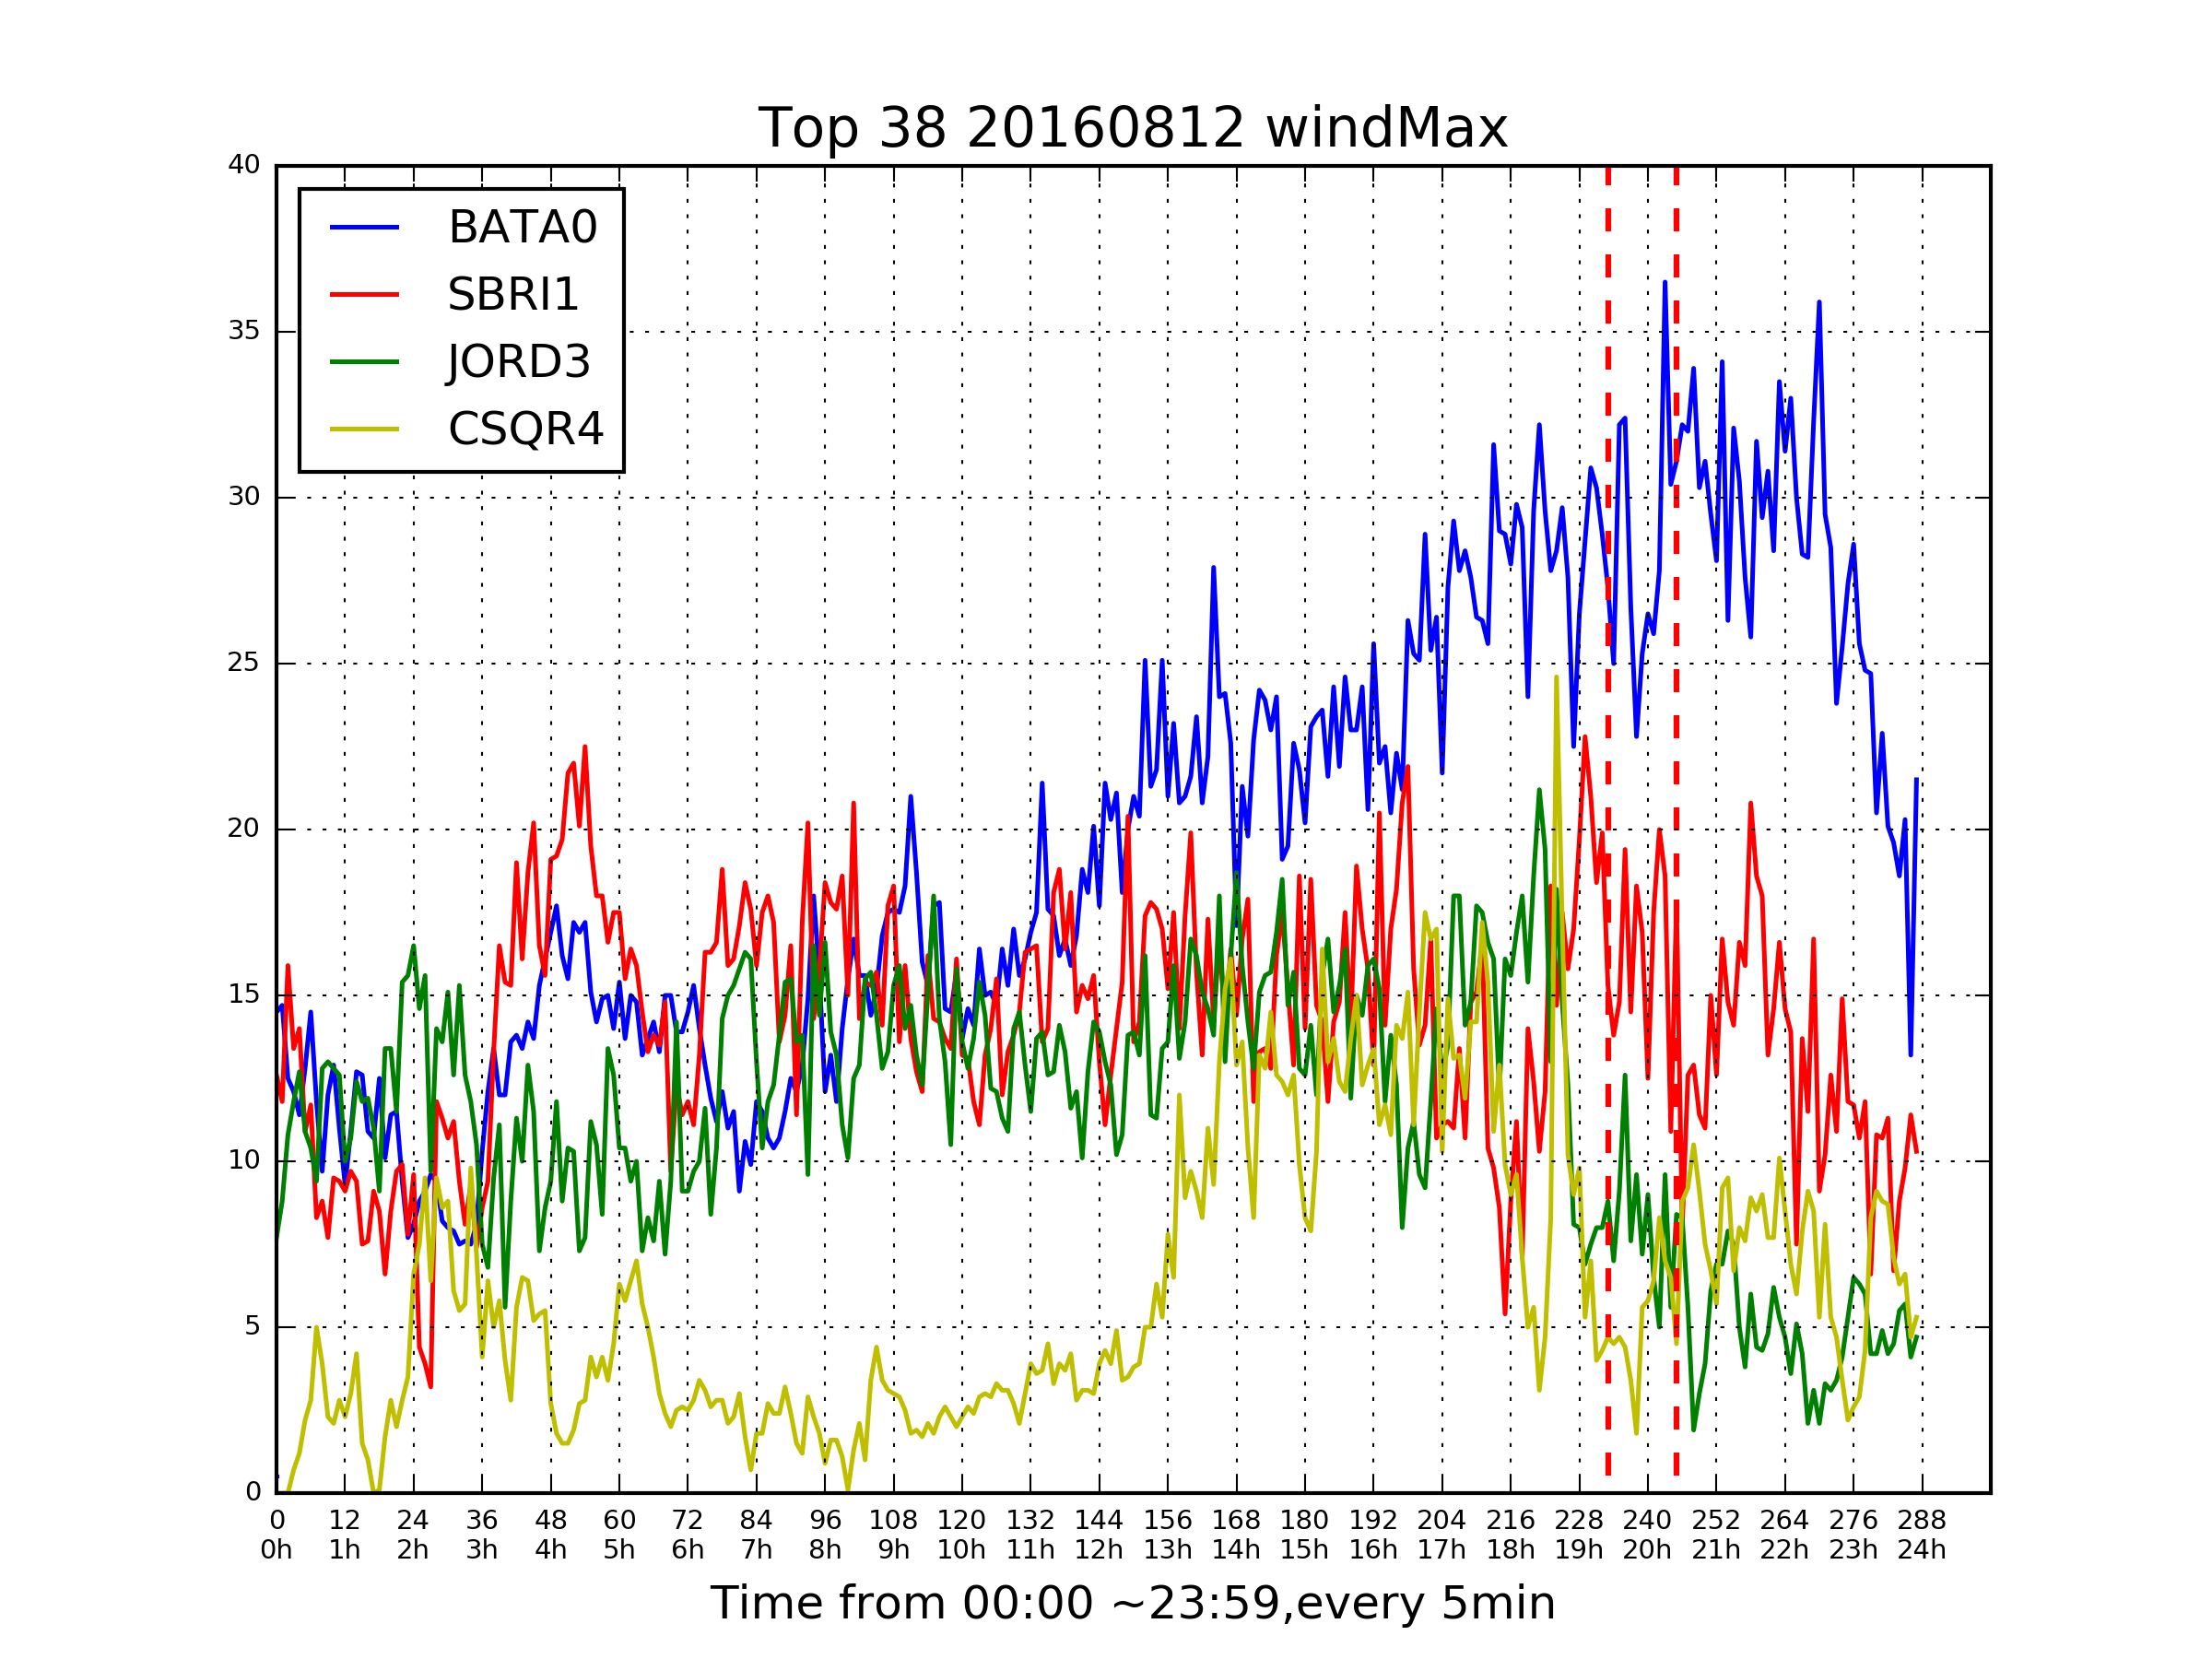 Top 38 20160812 windMax
40
35
30
25
20
15
10
5
0
BATA0
SBRI1
JORD3
CSQR4
0 12 24 36 48 60 72 84 96 108 120 132 144 156 168 180 192 204 216 228 240 252 264 276 288
0h 1h 2h 3h 4h 5h 6h 7h 8h 9h 10h 11h 12h 13h 14h 15h 16h 17h 18h 19h 20h 21h 22h 23h 24h
Time from 00:00 ~23:59,every 5min